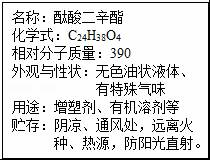 名称：酞酸二辛酯
化学式：C₂₄H₃₈O₄
相对分子质量：390
外观与性状：无色油状液体、
有特殊气味
用途：增塑剂、有机溶剂等
贮存：阴凉、通风处，远离火
种、热源，防阳光直射。